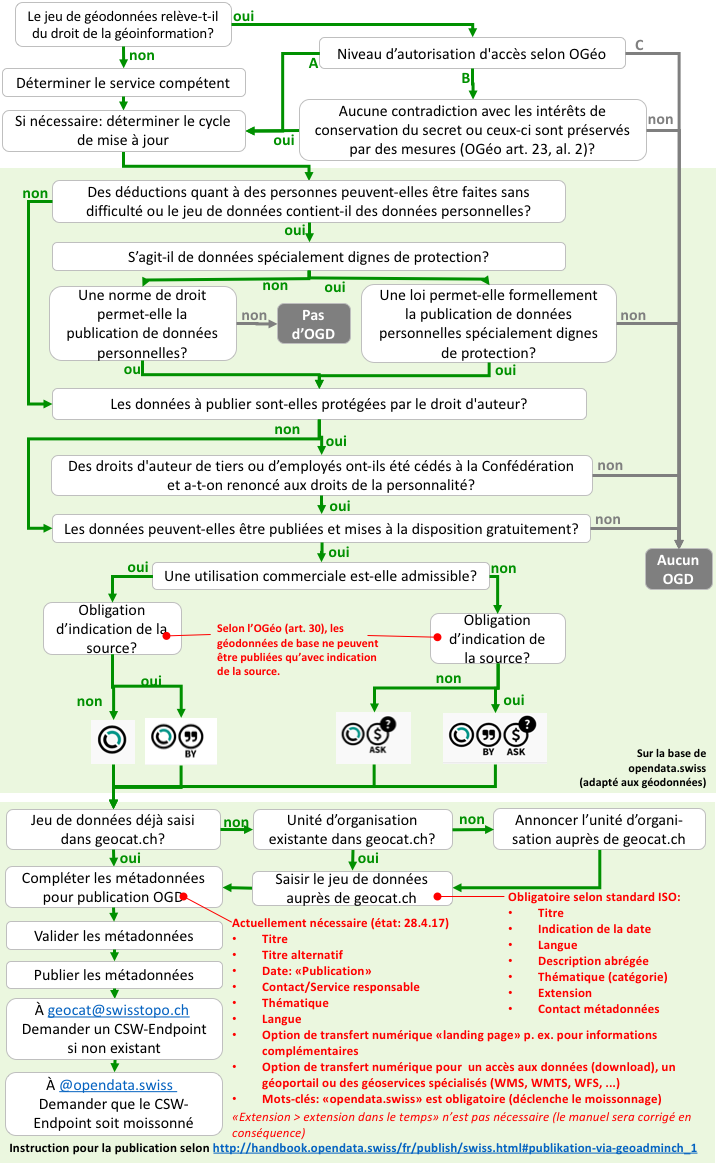 Le jeu de géodonnées relève-t-il
du droit de la géoinformation?
oui
non
Niveau d'autorisation d'accès selon OGéo
A
B
C
Déterminer le service compétent
Si nécessaire: déterminer le cycle
de mise à jour
Aucune contradiction avec les intérêts de
conservation du secret ou ceux-ci sont préservés
par des mesures (OGéo art. 23, al. 2)?
oui
non
non
Des déductions quant à des personnes peuvent-elles être faites sans
difficulté ou le jeu de données contient-il des données personnelles?
oui
S'agit-il de données spécialement dignes de protection?
non
oui
Une norme de droit
permet-elle la
publication de données
personnelles?
non
Pas
d'OGD
Une loi permet-elle formellement
la publication de données
personnelles spécialement dignes
de protection?
non
ou
oui
Les données à publier sont-elles protégées par le droit d'auteur?
non
oui
Des droits d'auteur de tiers ou d'employés ont-ils été cédés à la Confédération
et a-t-on renoncé aux droits de la personnalité?
non
oui
Les données peuvent-elles être publiées et mises à la disposition gratuitement?
non
oui
Aucun
OGD
oui
Une utilisation commerciale est-elle admissible?
non
Obligation
d'indication de la
source?
Selon l'OGéo (art. 30), les
géodonnées de base ne peuvent
être publiées qu'avec indication
de la source.
Obligation
d'indication de
la source?
non
oui
non
oui
BY
$ ?
ASK
BY
$ ?
ASK
Sur la base de
opendata.swiss
(adapté aux géodonnées)
Jeu de données déjà saisi
dans geocat.ch?
non
Unité d'organisation
existante dans geocat.ch?
non
Annoncer l'unité d'organi-
sation auprès de geocat.ch
oui
oui
Compléter les métadonnées
pour publication OGD
Saisir le jeu de données
auprès de geocat.ch
Obligatoire selon standard ISO:
• Titre
• Indication de la date
• Langue
• Description abrégée
• Thématique (catégorie)
• Extension
• Contact métadonnées
Actuellement nécessaire (état: 28.4.17)
• Titre
• Titre alternatif
• Date: «Publication»
• Contact/Service responsable
• Thématique
• Langue
• Option de transfert numérique «landing page» p. ex. pour informations
complémentaires
• Option de transfert numérique pour un accès aux données (download), un
géoportail ou des géoservices spécialisés (WMS, WMTS, WFS, ...)
• Mots-clés: «opendata.swiss» est obligatoire (déclenche le moissonnage)
«Extension > extension dans le temps» n'est pas nécessaire (le manuel sera corrigé en
conséquence)
Valider les métadonnées
Publier les métadonnées
À geocat@swisstopo.ch
Demander un CSW-Endpoint
si non existant
À @opendata.swiss
Demander que le CSW-
Endpoint soit moissonné
Instruction pour la publication selon http://handbook.opendata.swiss/fr/publish/swiss.html#publikation-via-geoadminch_1